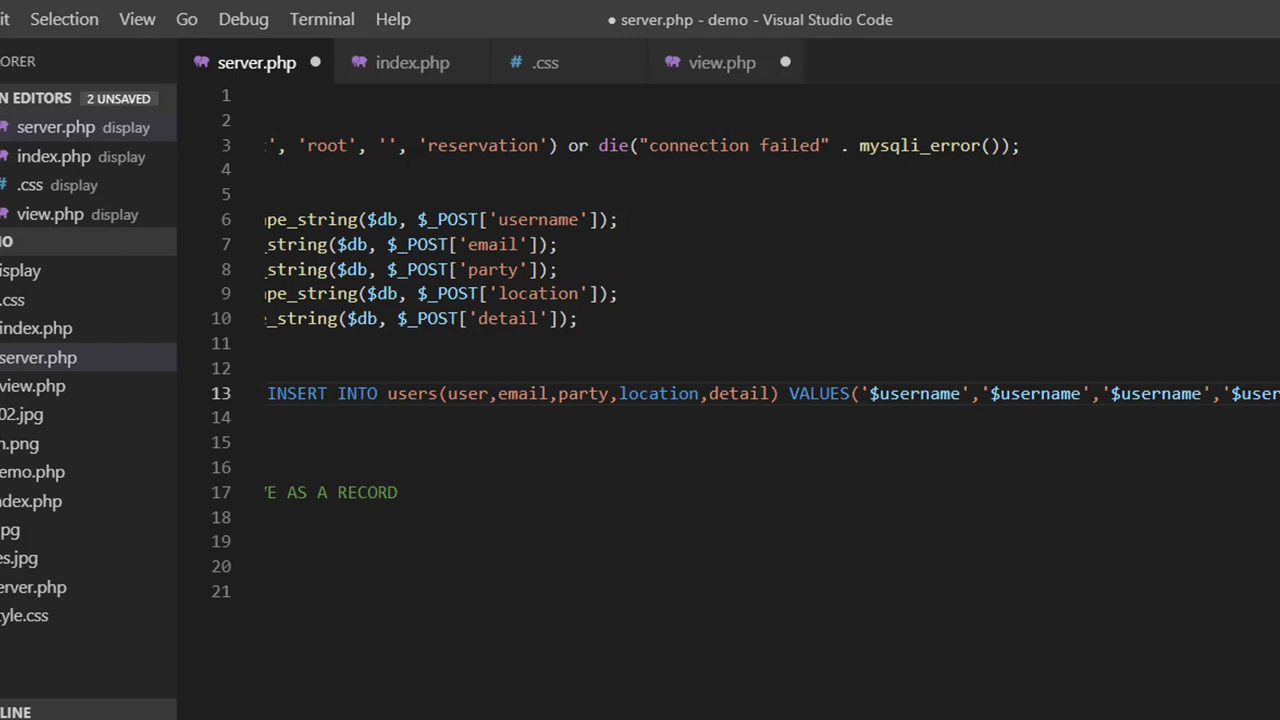 it Selection View Go Debug Terminal Help ● server.php - demo - Visual Studio Code
ORER
server.php ● index.php # .css view.php ●
N EDITORS 2 UNSAVED
server.php display
index.php display
.css display
view.php display
MO
isplay
.css
index.php
server.php
view.php
02.jpg
n.png
emo.php
ndex.php
jpg
es.jpg
erver.php
tyle.css
LINE
1
2
3 ', 'root', '', 'reservation') or die("connection failed" . mysqli_error());
4
5
6 pe_string($db, $_POST['username']);
7 _string($db, $_POST['email']);
8 _string($db, $_POST['party']);
9 pe_string($db, $_POST['location']);
10 _string($db, $_POST['detail']);
11
12
13 INSERT INTO users(user,email,party,location,detail) VALUES('$username','$username','$username','$user
14
15
16
17 E AS A RECORD
18
19
20
21